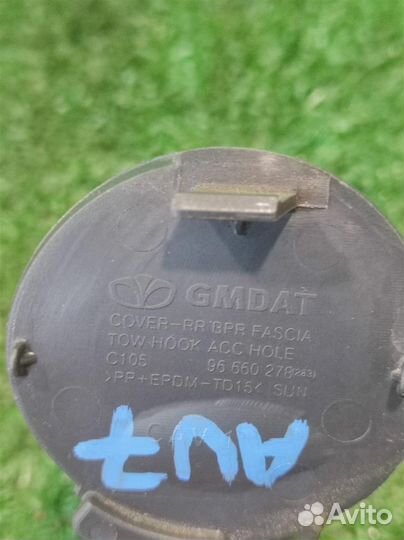 GMDAT
COVER-RR BPR FASCIA
TOW-HOOK ACC HOLE
C105 96 660 278(283)
>PP+EPDM-TD15< SUN
AU7
Avito